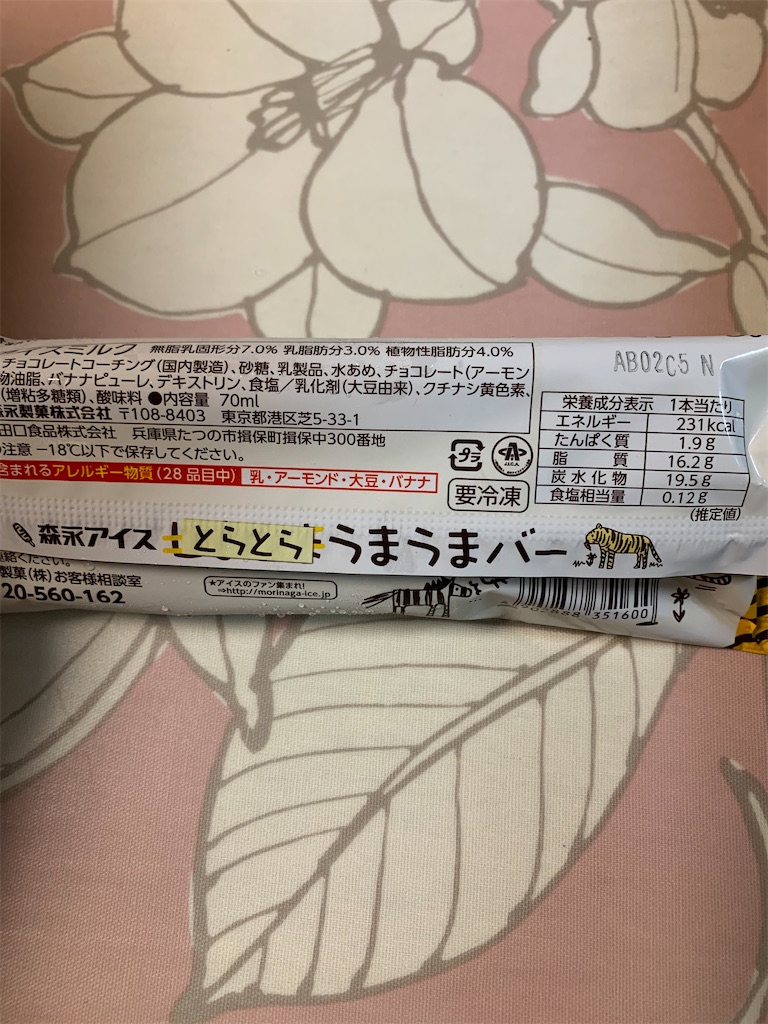 イスミルク 無脂乳固形分7.0% 乳脂肪分3.0% 植物性脂肪分4.0%
チョコレートコーチング(国内製造)、砂糖、乳製品、水あめ、チョコレート(アーモン
物油脂、バナナピューレ、デキストリン、食塩/乳化剤(大豆由来)、クチナシ黄色素、
(増粘多糖類)、酸味料 ●内容量 70ml
永製菓株式会社 〒108-8403 東京都港区芝5-33-1
田口食品株式会社 兵庫県たつの市揖保町揖保中300番地
注意 −18℃以下で保存してください。
含まれるアレルギー物質(28品目中) 乳・アーモンド・大豆・バナナ
プラ
J.I.C.A.
要冷凍
AB02C5 N
栄養成分表示 1本当たり
エネルギー 231kcal
たんぱく質 1.9g
脂質 16.2g
炭水化物 19.5g
食塩相当量 0.12g
(推定値)
森永アイス とらとらうまうまバー
絡ください。
製菓(株)お客様相談室
20-560-162
★アイスのファン集まれ!
⇒http://morinaga-ice.jp
351600